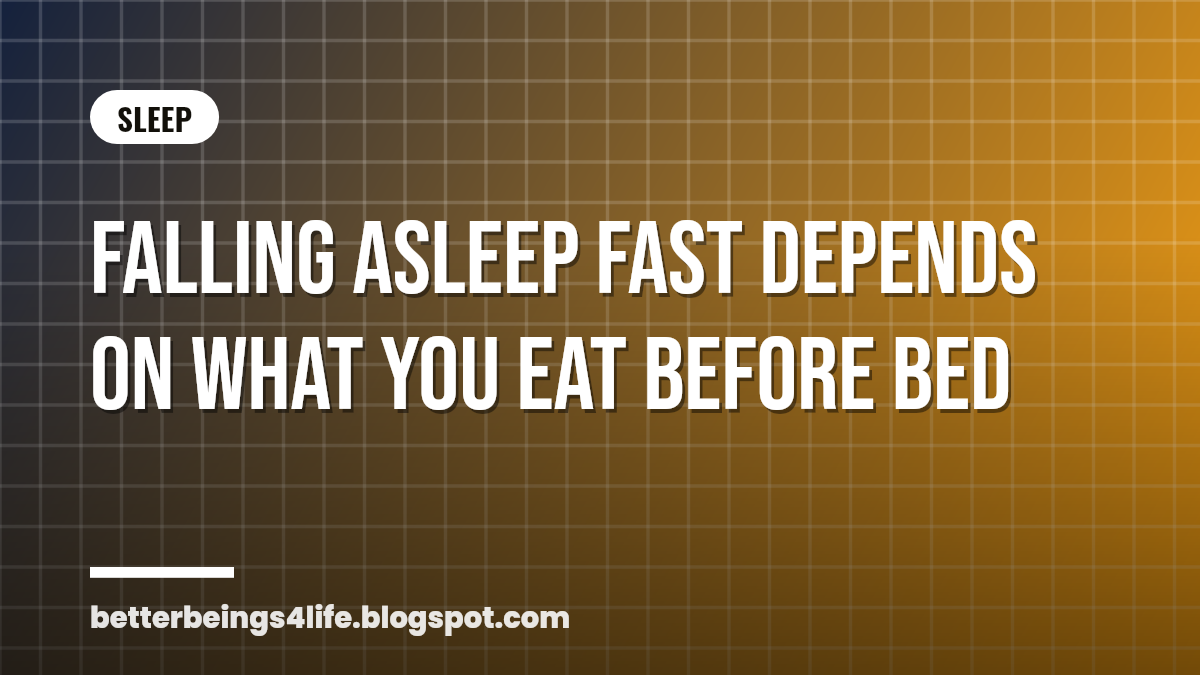 SLEEP
FALLING ASLEEP FAST DEPENDS
ON WHAT YOU EAT BEFORE BED
betterbeings4life.blogspot.com